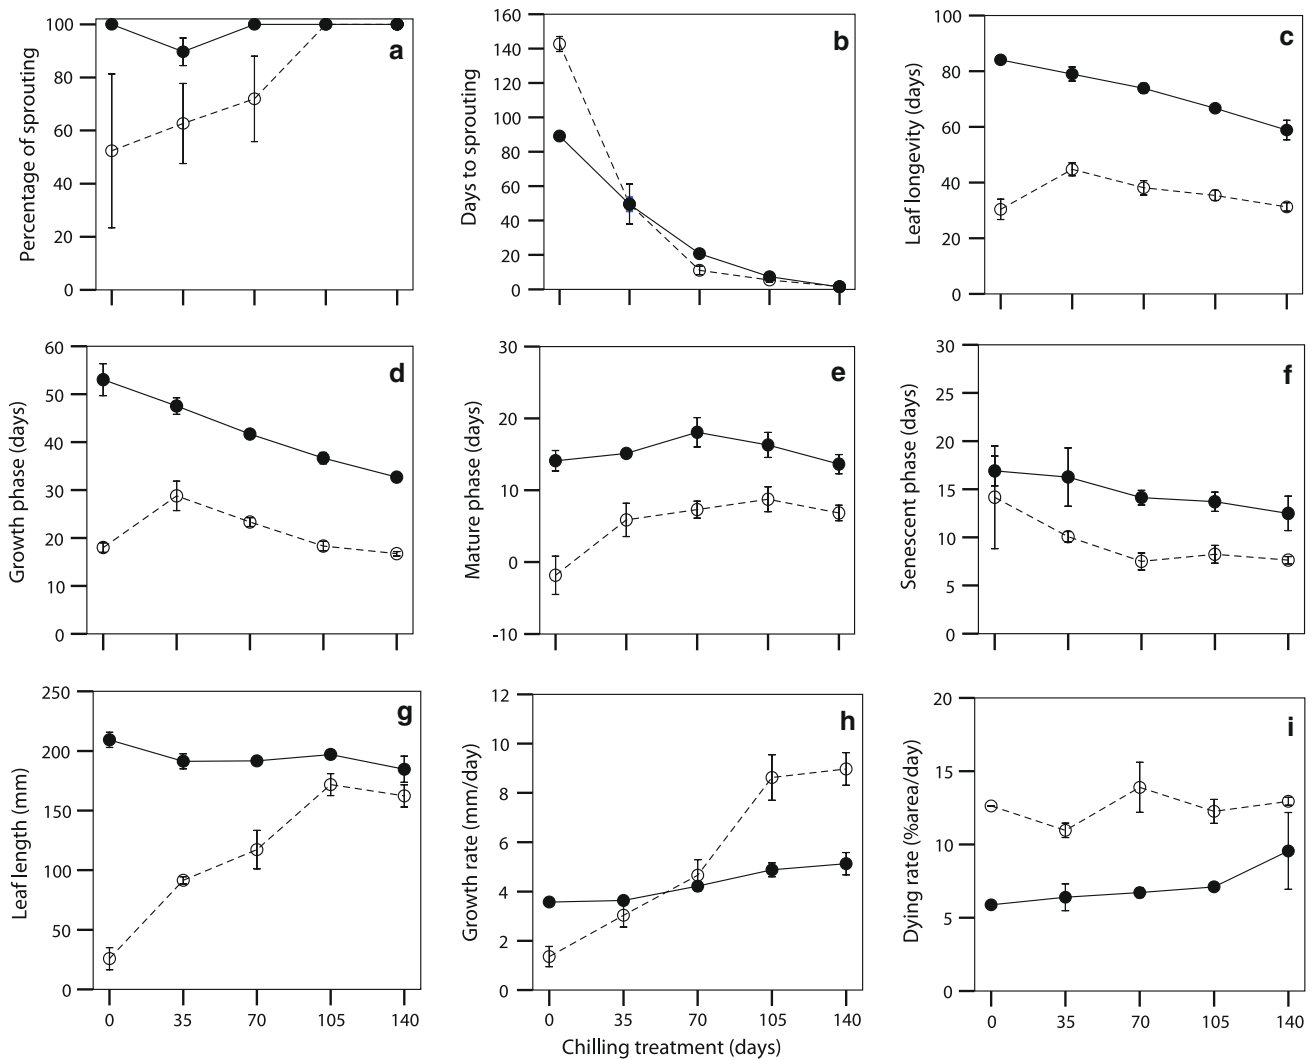 Percentage of sprouting
100
80
60
40
20
0
a
Days to sprouting
160
140
120
100
80
60
40
20
0
b
Leaf longevity (days)
100
80
60
40
20
0
c
Growth phase (days)
60
50
40
30
20
10
0
d
Mature phase (days)
30
20
10
0
-10
e
Senescent phase (days)
30
25
20
15
10
5
0
f
Leaf length (mm)
250
200
150
100
50
0
g
0 35 70 105 140
Growth rate (mm/day)
12
10
8
6
4
2
0
h
0 35 70 105 140
Dying rate (%area/day)
20
15
10
5
0
i
0 35 70 105 140
Chilling treatment (days)